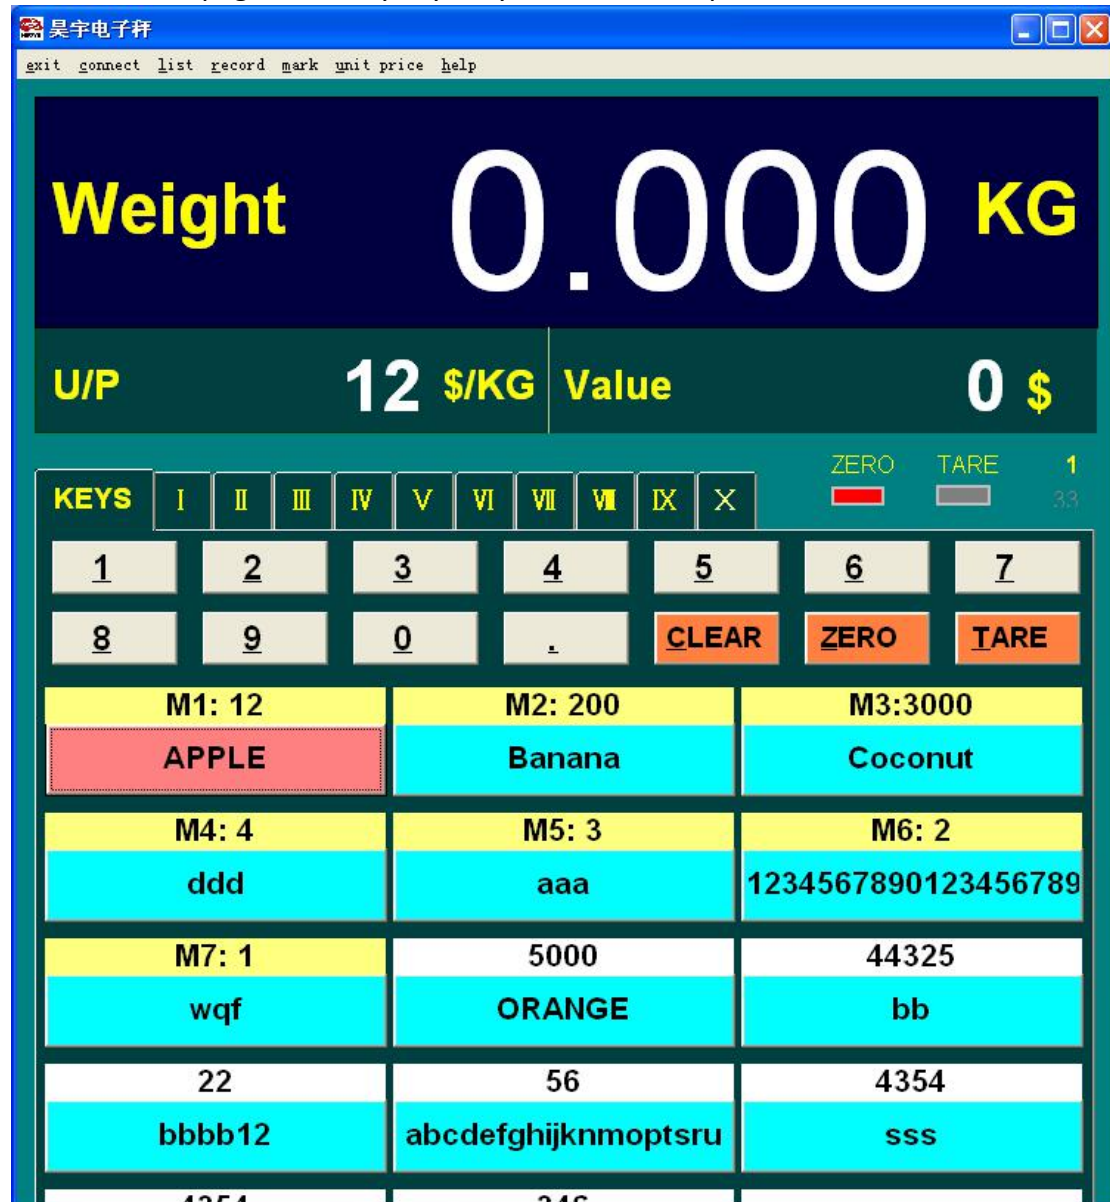 昊宇电子秤
exit connect list record mark unit price help
Weight 0.000 KG
U/P 12 $/KG Value 0 $
ZERO TARE 1
KEYS I II III IV V VI VII VIII IX X
33
1 2 3 4 5 6 7
8 9 0 . CLEAR ZERO TARE
M1: 12 M2: 200 M3:3000
APPLE Banana Coconut
M4: 4 M5: 3 M6: 2
ddd aaa 1234567890123456789
M7: 1 5000 44325
wqf ORANGE bb
22 56 4354
bbbb12 abcdefghijknmoptsru sss